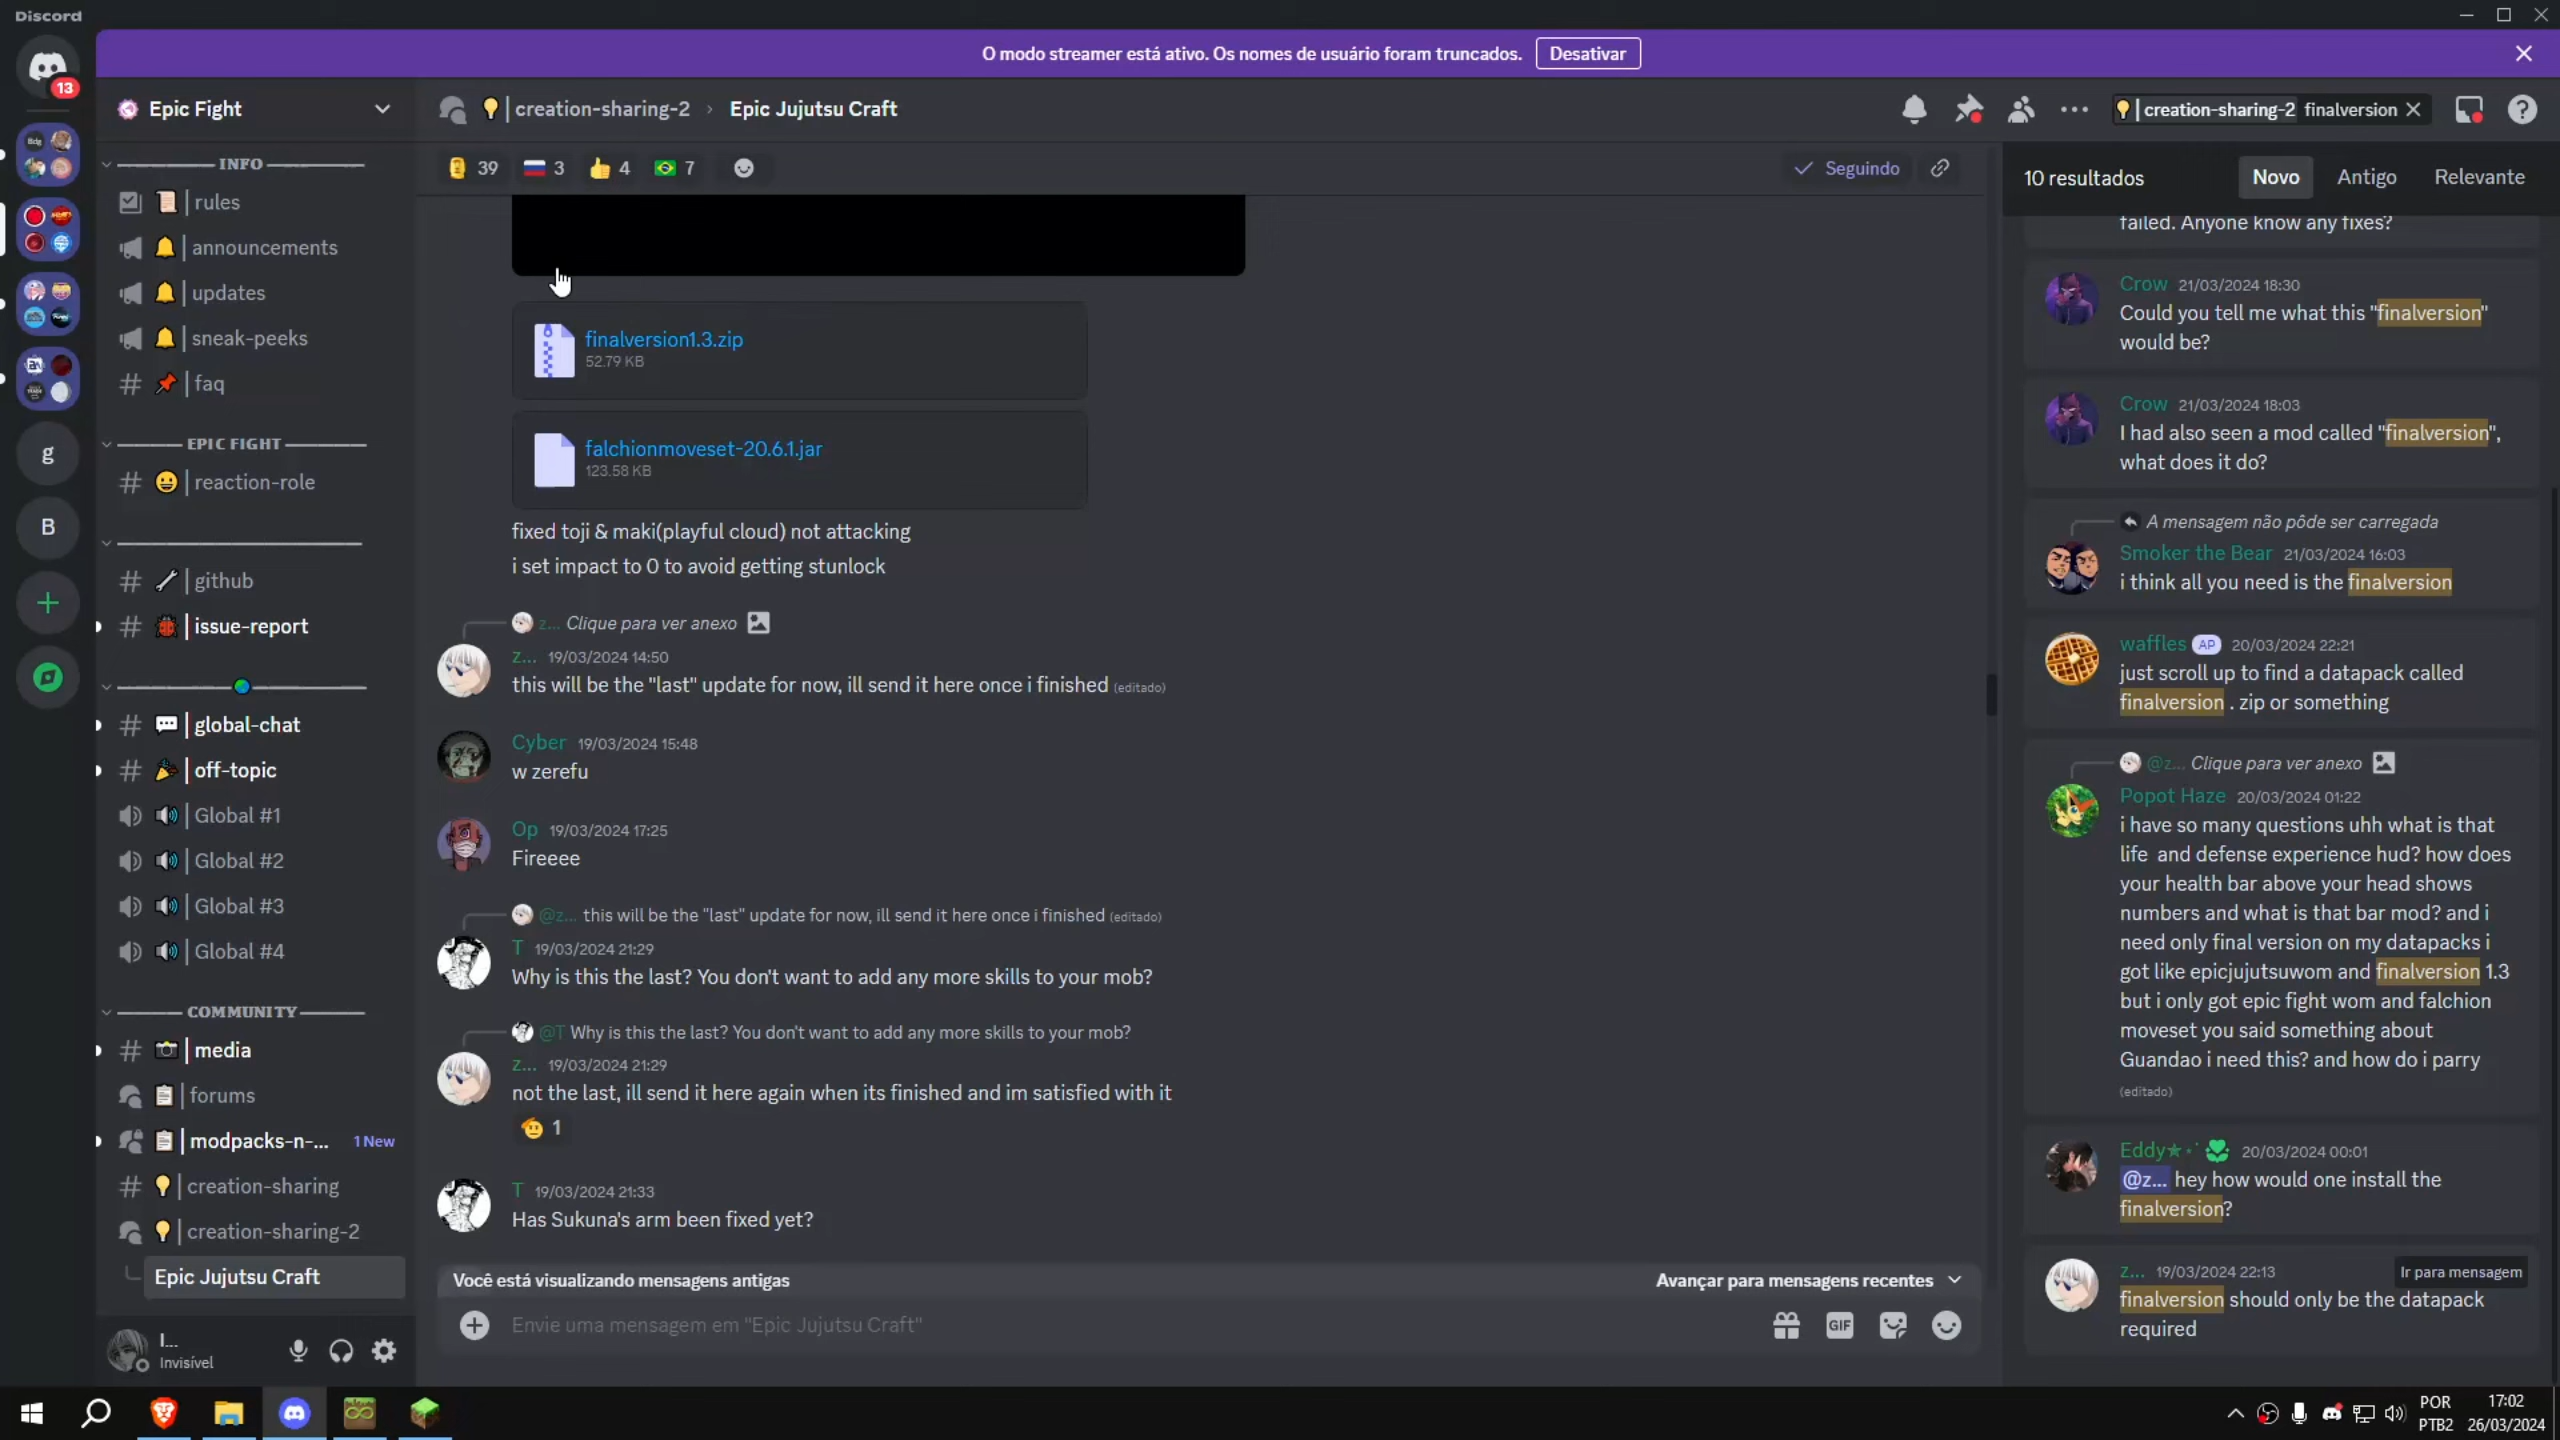 Discord
O modo streamer está ativo. Os nomes de usuário foram truncados. Desativar
13
Epic Fight
creation-sharing-2 › Epic Jujutsu Craft
creation-sharing-2 finalversion
39 3 4 7
Seguindo
INFO
rules
announcements
updates
sneak-peeks
faq
EPIC FIGHT
reaction-role
github
issue-report
global-chat
off-topic
Global #1
Global #2
Global #3
Global #4
COMMUNITY
media
forums
modpacks-n-... 1 New
creation-sharing
creation-sharing-2
Epic Jujutsu Craft
g
B
I...
Invisível
finalversion1.3.zip
52.79 KB
falchionmoveset-20.6.1.jar
123.58 KB
fixed toji & maki(playful cloud) not attacking
i set impact to 0 to avoid getting stunlock
z... Clique para ver anexo
z... 19/03/2024 14:50
this will be the "last" update for now, ill send it here once i finished (editado)
Cyber 19/03/2024 15:48
w zerefu
Op 19/03/2024 17:25
Fireeee
@z... this will be the "last" update for now, ill send it here once i finished (editado)
T 19/03/2024 21:29
Why is this the last? You don't want to add any more skills to your mob?
@T Why is this the last? You don't want to add any more skills to your mob?
z... 19/03/2024 21:29
not the last, ill send it here again when its finished and im satisfied with it
1
T 19/03/2024 21:33
Has Sukuna's arm been fixed yet?
Você está visualizando mensagens antigas Avançar para mensagens recentes
Envie uma mensagem em "Epic Jujutsu Craft"
GIF
10 resultados Novo Antigo Relevante
failed. Anyone know any fixes?
Crow 21/03/2024 18:30
Could you tell me what this "finalversion"
would be?
Crow 21/03/2024 18:03
I had also seen a mod called "finalversion",
what does it do?
A mensagem não pôde ser carregada
Smoker the Bear 21/03/2024 16:03
i think all you need is the finalversion
waffles AP 20/03/2024 22:21
just scroll up to find a datapack called
finalversion . zip or something
@z... Clique para ver anexo
Popot Haze 20/03/2024 01:22
i have so many questions uhh what is that
life and defense experience hud? how does
your health bar above your head shows
numbers and what is that bar mod? and i
need only final version on my datapacks i
got like epicjujutsuwom and finalversion 1.3
but i only got epic fight wom and falchion
moveset you said something about
Guandao i need this? and how do i parry
(editado)
Eddy 20/03/2024 00:01
@z... hey how would one install the
finalversion?
z... 19/03/2024 22:13 Ir para mensagem
finalversion should only be the datapack
required
POR 17:02
PTB2 26/03/2024